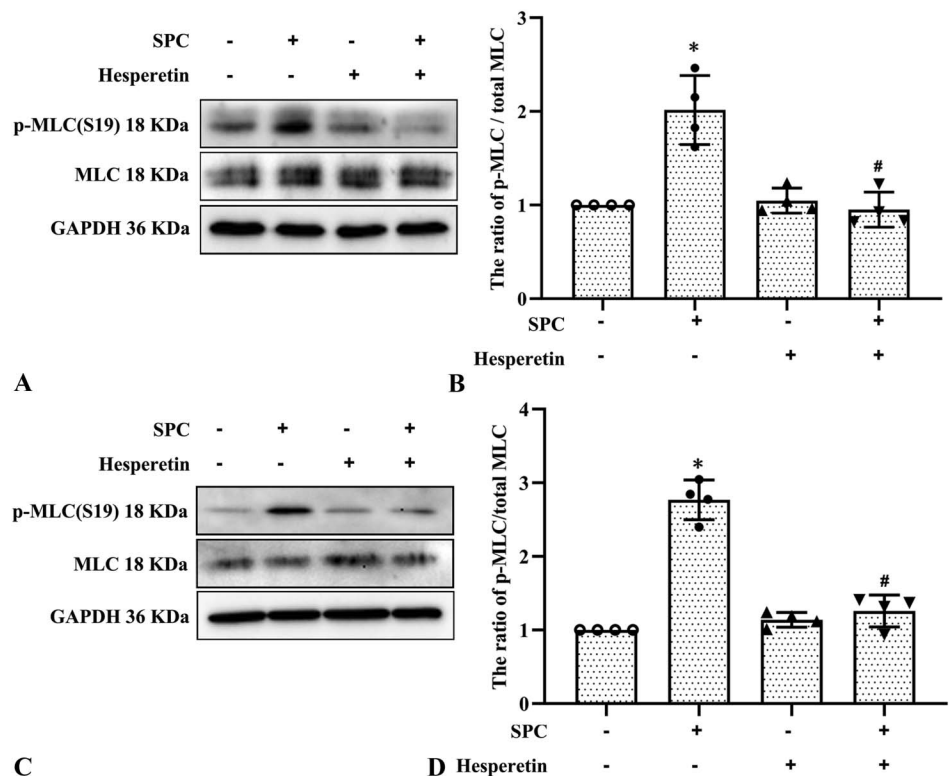 SPC - + - +
Hesperetin - - + +
p-MLC(S19) 18 KDa
MLC 18 KDa
GAPDH 36 KDa
A
The ratio of p-MLC / total MLC
3
2
1
0
*
#
SPC - + - +
Hesperetin - - + +
B
SPC - + - +
Hesperetin - - + +
p-MLC(S19) 18 KDa
MLC 18 KDa
GAPDH 36 KDa
C
The ratio of p-MLC/total MLC
4
3
2
1
0
*
#
SPC - + - +
D Hesperetin - - + +